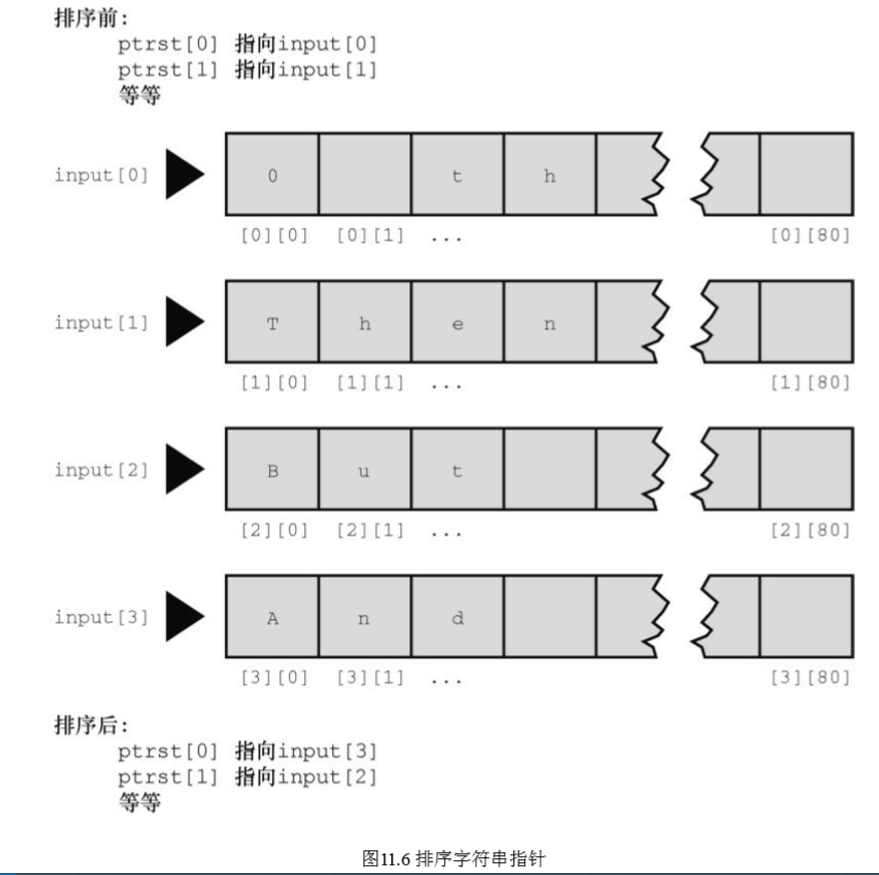 排序前:
ptrst[0] 指向input[0]
ptrst[1] 指向input[1]
等等
input[0] 0 t h
[0][0] [0][1] ... [0][80]
input[1] T h e n
[1][0] [1][1] ... [1][80]
input[2] B u t
[2][0] [2][1] ... [2][80]
input[3] A n d
[3][0] [3][1] ... [3][80]
排序后:
ptrst[0] 指向input[3]
ptrst[1] 指向input[2]
等等
图11.6 排序字符串指针